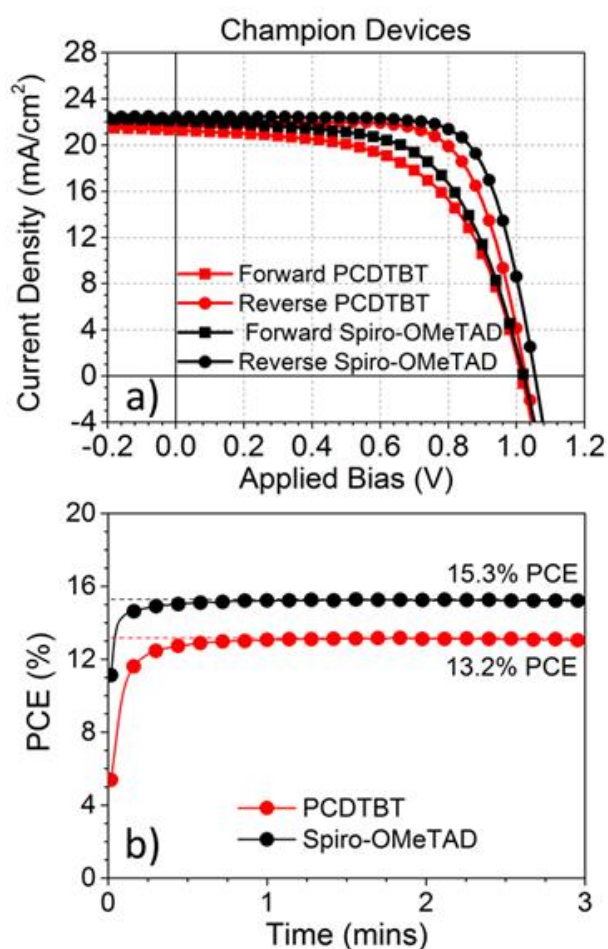 Champion Devices
28
24
20
16
12
8
4
0
-4
Current Density (mA/cm²)
Forward PCDTBT
Reverse PCDTBT
Forward Spiro-OMeTAD
Reverse Spiro-OMeTAD
a)
-0.2 0.0 0.2 0.4 0.6 0.8 1.0 1.2
Applied Bias (V)
20
16
12
8
4
0
PCE (%)
15.3% PCE
13.2% PCE
PCDTBT
Spiro-OMeTAD
b)
0 1 2 3
Time (mins)